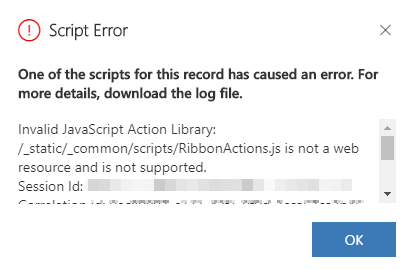 Script Error
One of the scripts for this record has caused an error. For
more details, download the log file.
Invalid JavaScript Action Library:
/_static/_common/scripts/RibbonActions.js is not a web
resource and is not supported.
Session Id:
OK